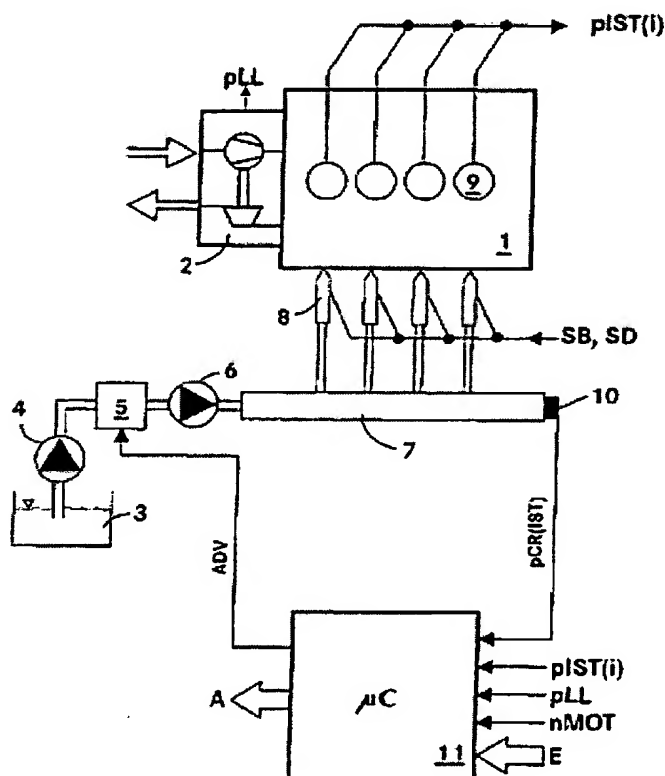 pIST(i)
pLL
9
1
2
8
SB, SD
6
10
4
5
7
3
ADV
pCR(IST)
pIST(i)
A
µC
pLL
nMOT
11
E